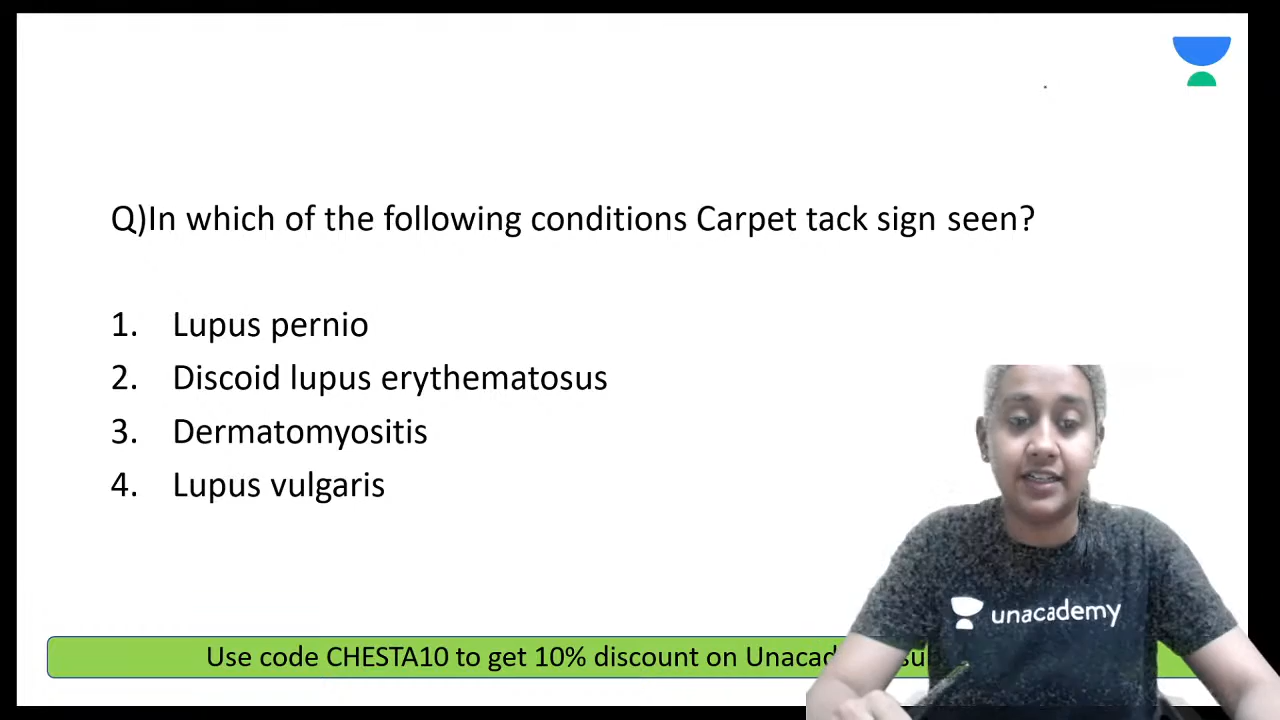 Q)In which of the following conditions Carpet tack sign seen?
1. Lupus pernio
2. Discoid lupus erythematosus
3. Dermatomyositis
4. Lupus vulgaris
unacademy
Use code CHESTA10 to get 10% discount on